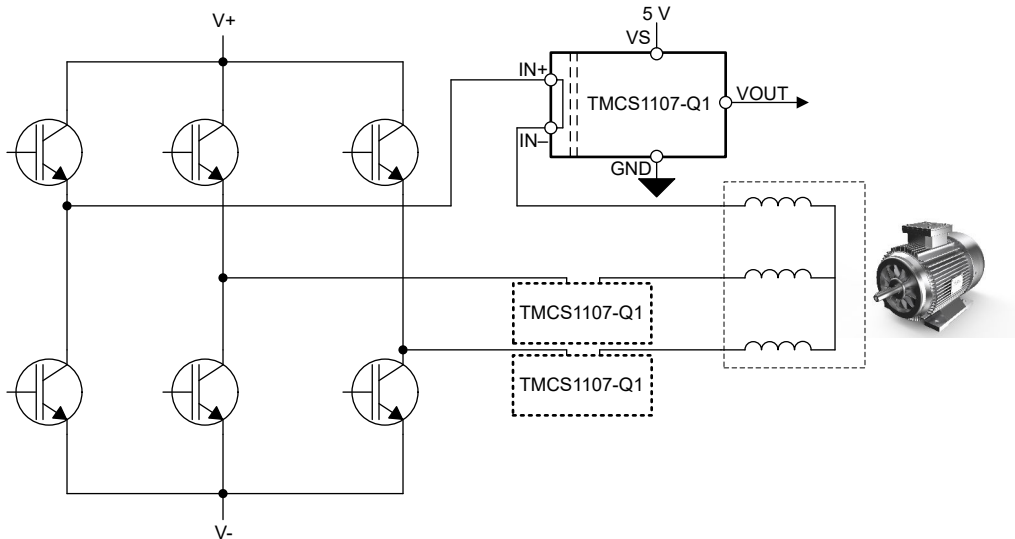 V+
5 V
VS
IN+
TMCS1107-Q1
VOUT
IN–
GND
TMCS1107-Q1
TMCS1107-Q1
V-